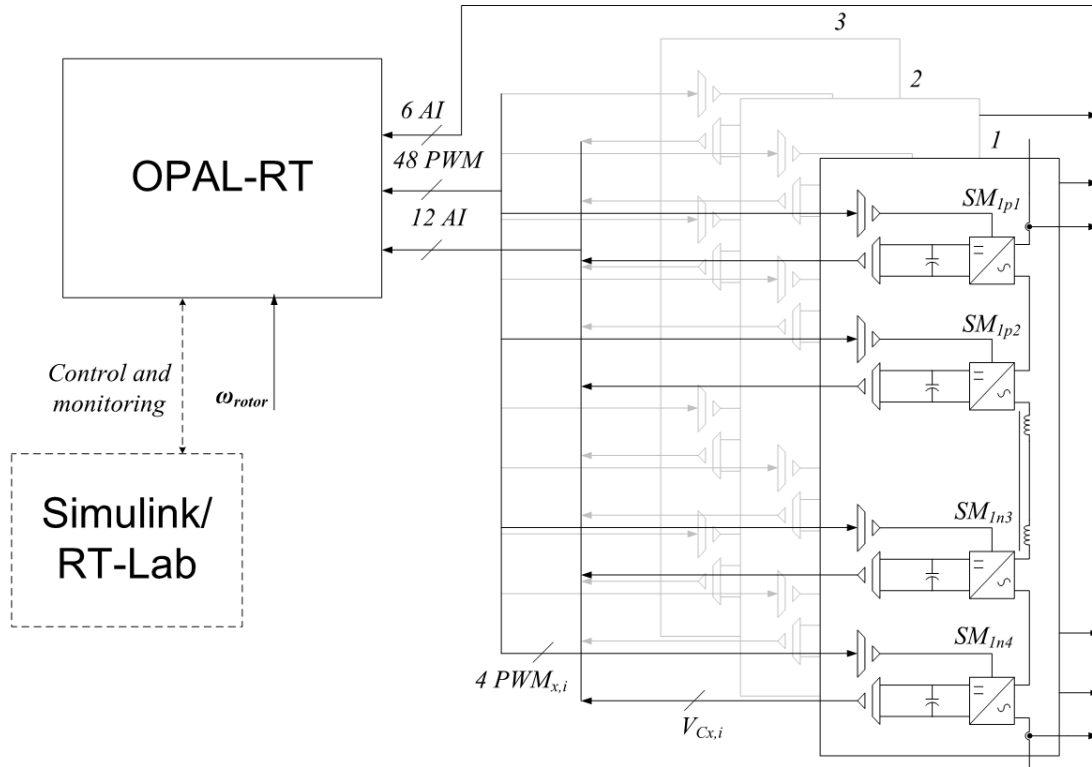 3
2
1
6 AI
48 PWM
12 AI
OPAL-RT
SM1p1
SM1p2
Control and
monitoring
ωrotor
Simulink/
RT-Lab
SM1n3
SM1n4
4 PWMx,i
VCx,i